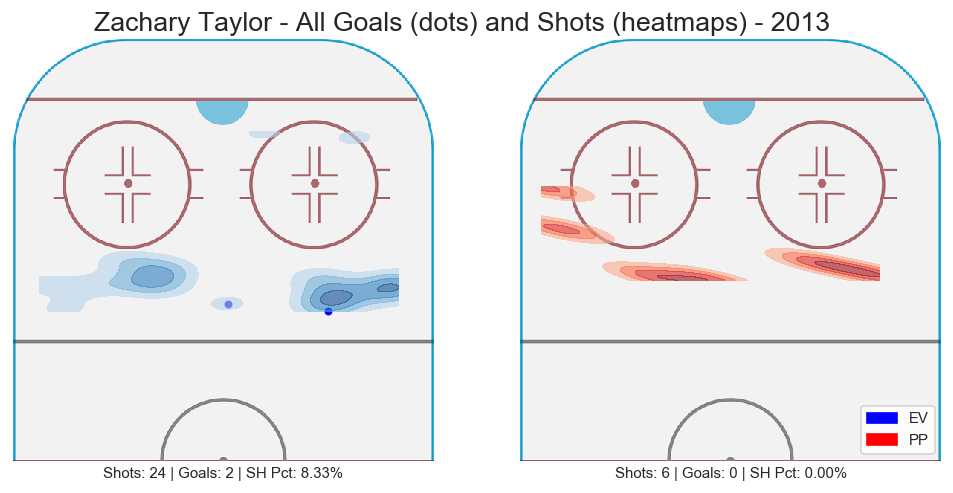 Zachary Taylor - All Goals (dots) and Shots (heatmaps) - 2013
EV
PP
Shots: 24 | Goals: 2 | SH Pct: 8.33%
Shots: 6 | Goals: 0 | SH Pct: 0.00%